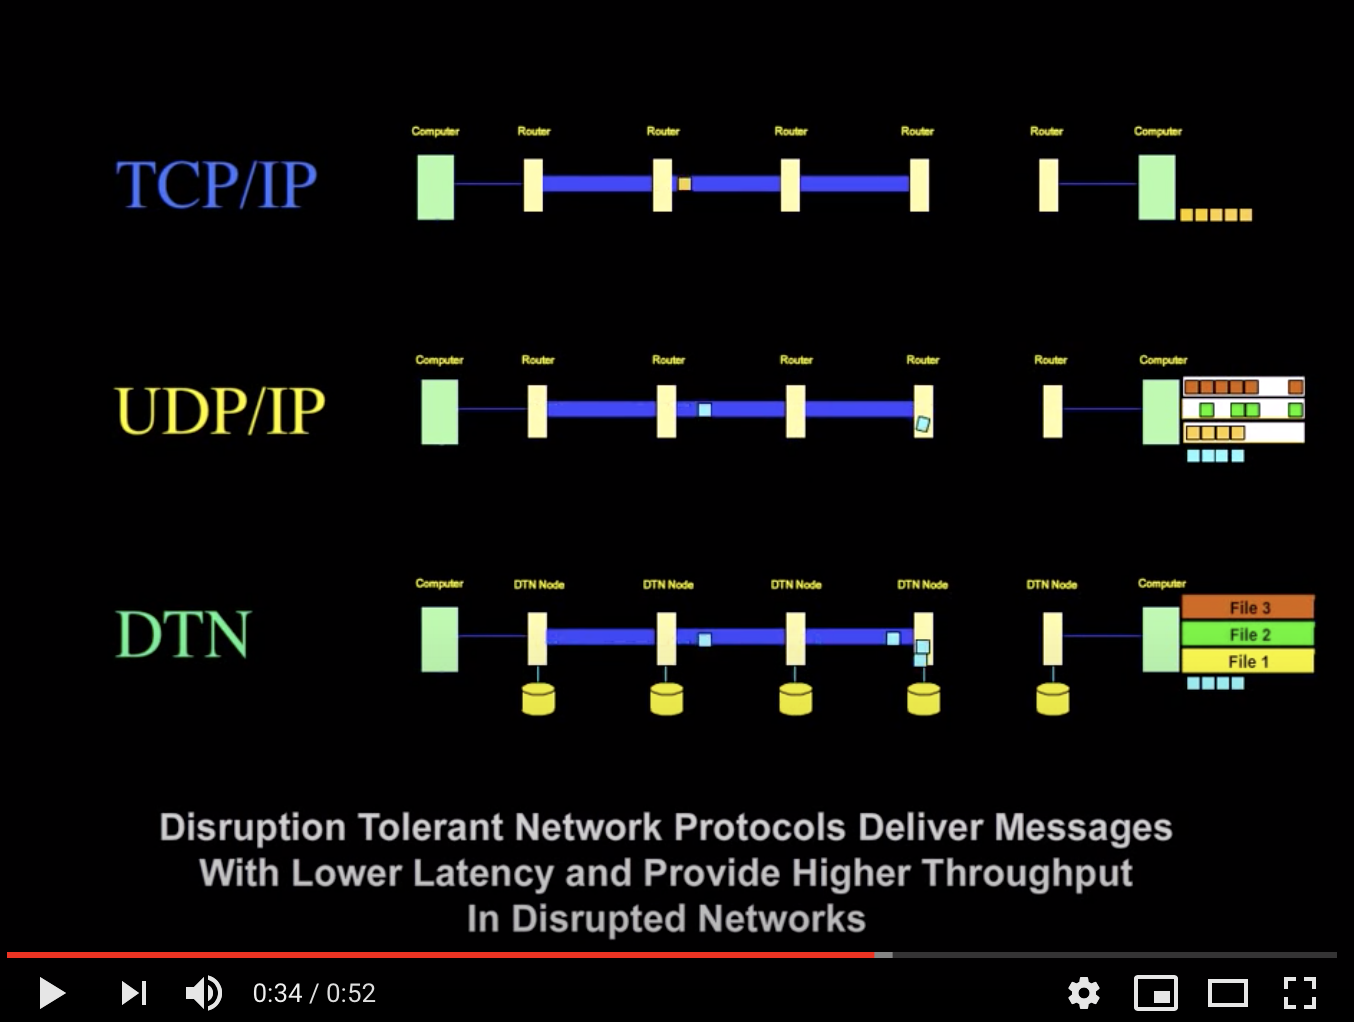 Computer Router Router Router Router Router Computer
TCP/IP
Computer Router Router Router Router Router Computer
UDP/IP
Computer DTN Node DTN Node DTN Node DTN Node DTN Node Computer
DTN
File 3
File 2
File 1
Disruption Tolerant Network Protocols Deliver Messages
With Lower Latency and Provide Higher Throughput
In Disrupted Networks
0:34 / 0:52